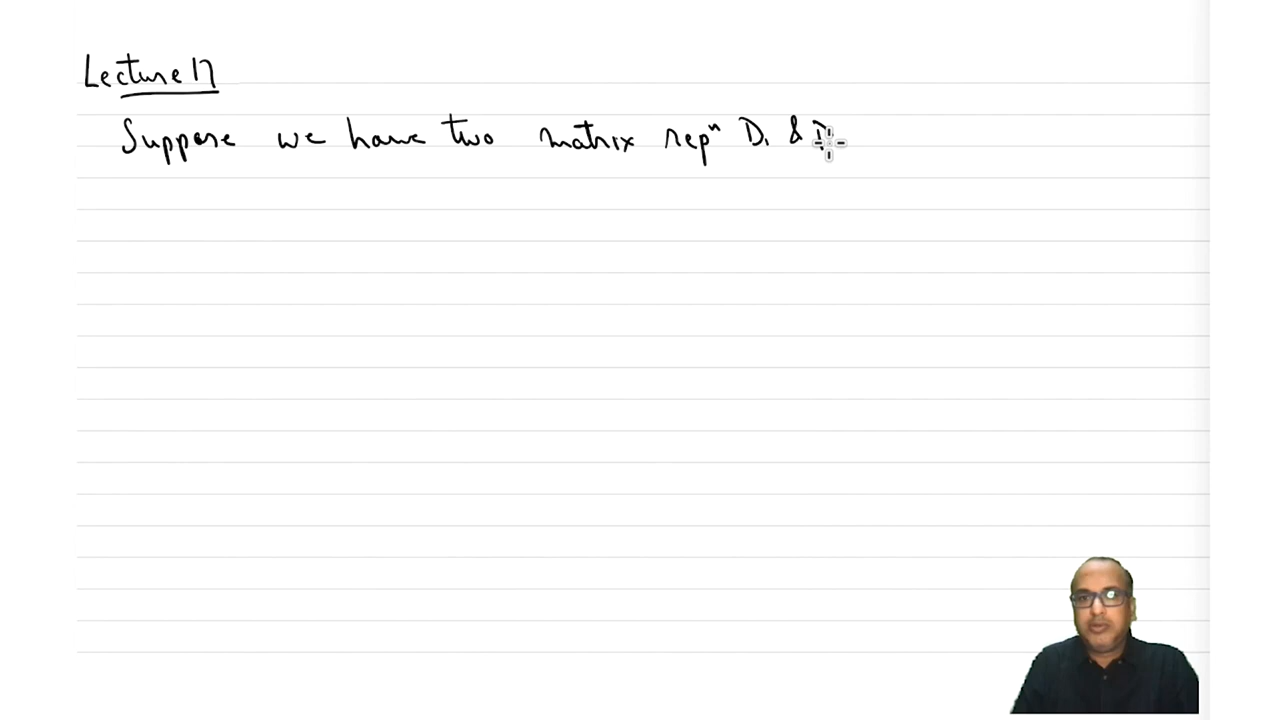 Lecture 17
Suppose we have two matrix repⁿ D₁ & D